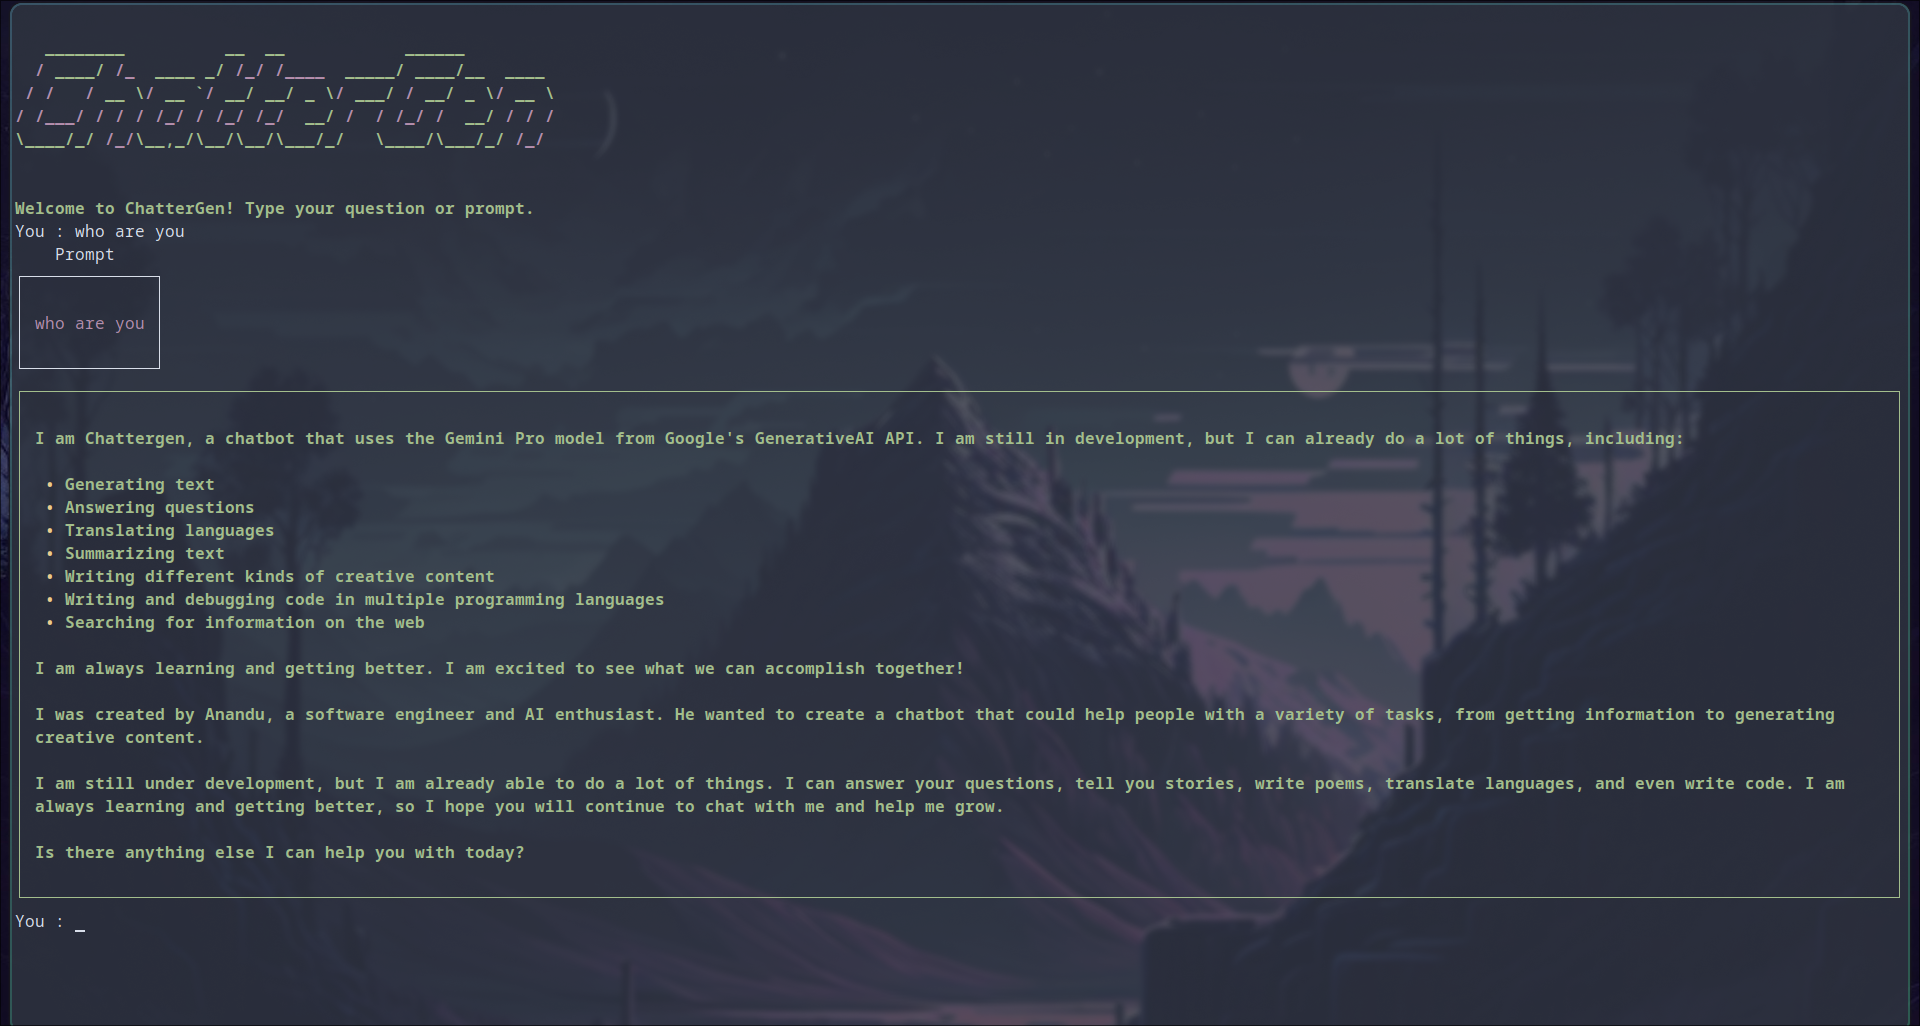 ChatterGen
Welcome to ChatterGen! Type your question or prompt.
You : who are you
Prompt
who are you
I am Chattergen, a chatbot that uses the Gemini Pro model from Google's GenerativeAI API. I am still in development, but I can already do a lot of things, including:
• Generating text
• Answering questions
• Translating languages
• Summarizing text
• Writing different kinds of creative content
• Writing and debugging code in multiple programming languages
• Searching for information on the web
I am always learning and getting better. I am excited to see what we can accomplish together!
I was created by Anandu, a software engineer and AI enthusiast. He wanted to create a chatbot that could help people with a variety of tasks, from getting information to generating
creative content.
I am still under development, but I am already able to do a lot of things. I can answer your questions, tell you stories, write poems, translate languages, and even write code. I am
always learning and getting better, so I hope you will continue to chat with me and help me grow.
Is there anything else I can help you with today?
You : _